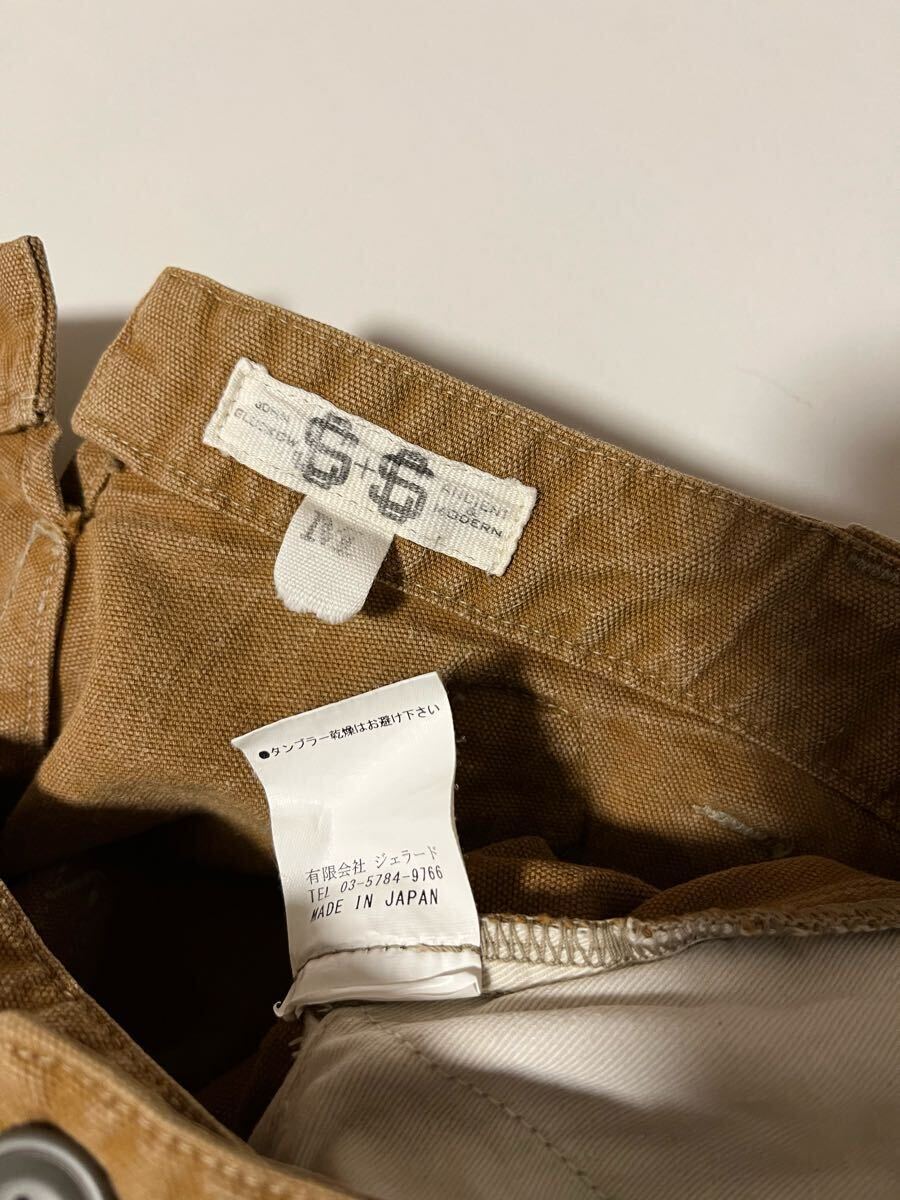 JOHN
GLUCKOW
S+G
ANCIENT
&
MODERN
●タンブラー乾燥はお避け下さい
有限会社 ジェラード
TEL 03-5784-9766
MADE IN JAPAN